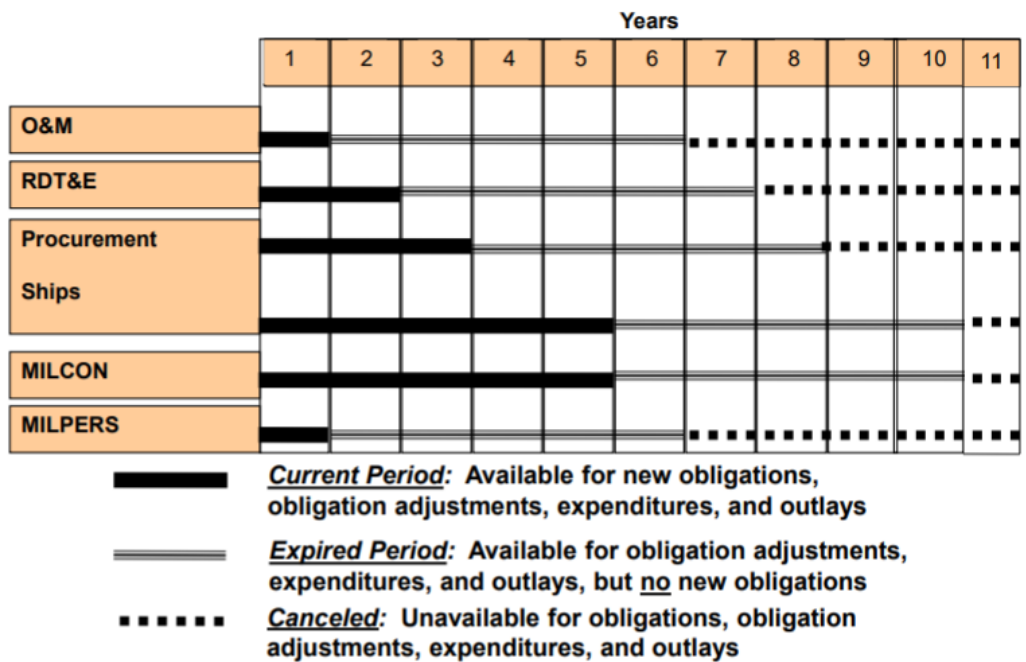 Years
1 2 3 4 5 6 7 8 9 10 11
O&M
RDT&E
Procurement
Ships
MILCON
MILPERS
Current Period: Available for new obligations,
obligation adjustments, expenditures, and outlays
Expired Period: Available for obligation adjustments,
expenditures, and outlays, but no new obligations
Canceled: Unavailable for obligations, obligation
adjustments, expenditures, and outlays